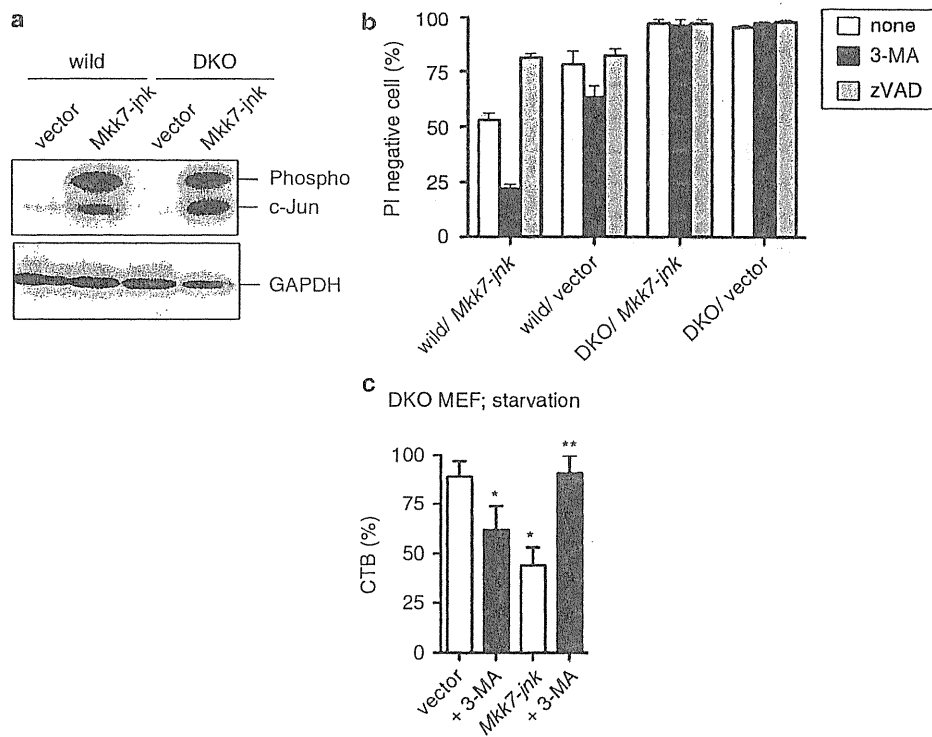 a
wild DKO
vector
Mkk7-jnk
vector
Mkk7-jnk
Phospho
c-Jun
GAPDH
b
PI negative cell (%)
100
75
50
25
0
wild/ Mkk7-jnk
wild/ vector
DKO/ Mkk7-jnk
DKO/ vector
none
3-MA
zVAD
c
DKO MEF; starvation
CTB (%)
100
75
50
25
0
*
*
**
vector
+ 3-MA
Mkk7-jnk
+ 3-MA